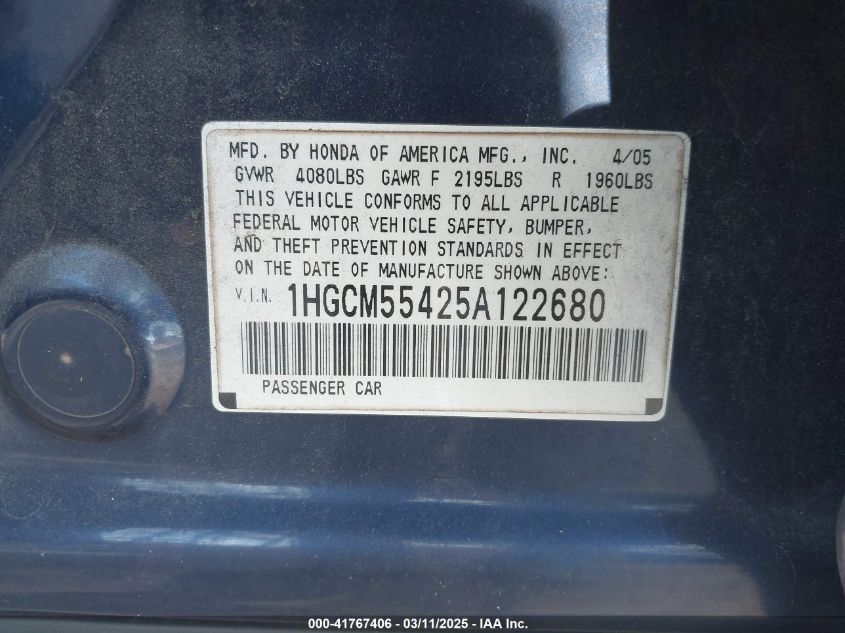 MFD. BY HONDA OF AMERICA MFG., INC. 4/05
GVWR 4080LBS GAWR F 2195LBS R 1960LBS
THIS VEHICLE CONFORMS TO ALL APPLICABLE
FEDERAL MOTOR VEHICLE SAFETY, BUMPER,
AND THEFT PREVENTION STANDARDS IN EFFECT
ON THE DATE OF MANUFACTURE SHOWN ABOVE:
V.I.N. 1HGCM55425A122680
PASSENGER CAR
000-41767406 - 03/11/2025 - © IAA, Inc.